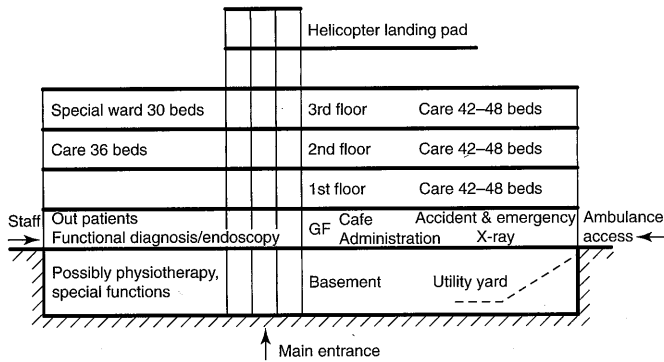 Helicopter landing pad
Special ward 30 beds 3rd floor Care 42–48 beds
Care 36 beds 2nd floor Care 42–48 beds
1st floor Care 42–48 beds
Staff Out patients GF Cafe Accident & emergency Ambulance
Functional diagnosis/endoscopy Administration X-ray access
Possibly physiotherapy, Basement Utility yard
special functions
Main entrance